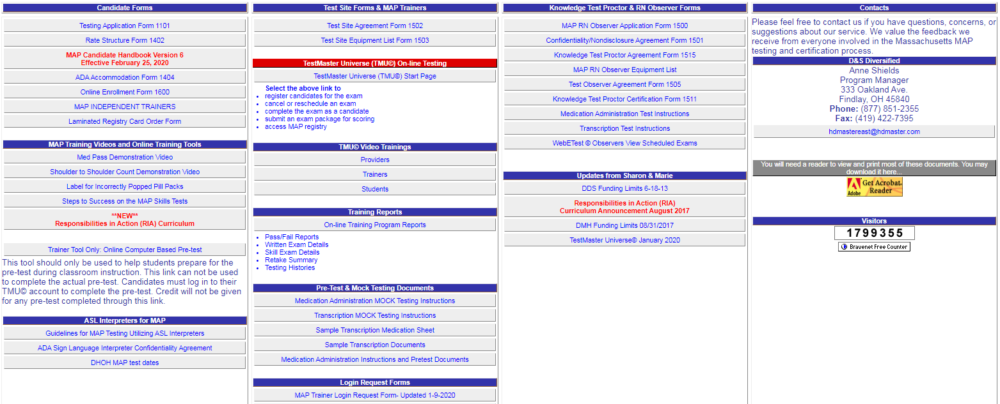 Candidate Forms
Testing Application Form 1101
Rate Structure Form 1402
MAP Candidate Handbook Version 6
Effective February 25, 2020
ADA Accommodation Form 1404
Online Enrollment Form 1600
MAP INDEPENDENT TRAINERS
Laminated Registry Card Order Form
MAP Training Videos and Online Training Tools
Med Pass Demonstration Video
Shoulder to Shoulder Count Demonstration Video
Label for Incorrectly Popped Pill Packs
Steps to Success on the MAP Skills Tests
**NEW**
Responsibilities in Action (RIA) Curriculum
Trainer Tool Only: Online Computer Based Pre-test
This tool should only be used to help students prepare for the
pre-test during classroom instruction. This link can not be used
to complete the actual pre-test. Candidates must log in to their
TMU© account to complete the pre-test. Credit will not be given
for any pre-test completed through this link.
ASL Interpreters for MAP
Guidelines for MAP Testing Utilizing ASL Interpreters
ADA Sign Language Interpreter Confidentiality Agreement
DHOH MAP test dates
Test Site Forms & MAP Trainers
Test Site Agreement Form 1502
Test Site Equipment List Form 1503
TestMaster Universe (TMU©) On-line Testing
TestMaster Universe (TMU©) Start Page
Select the above link to
• register candidates for the exam
• cancel or reschedule an exam
• complete the exam as a candidate
• submit an exam package for scoring
• access MAP registry
TMU© Video Trainings
Providers
Trainers
Students
Training Reports
On-line Training Program Reports
• Pass/Fail Reports
• Written Exam Details
• Skill Exam Details
• Retake Summary
• Testing Histories
Pre-Test & Mock Testing Documents
Medication Administration MOCK Testing Instructions
Transcription MOCK Testing Instructions
Sample Transcription Medication Sheet
Sample Transcription Documents
Medication Administration Instructions and Pretest Documents
Login Request Forms
MAP Trainer Login Request Form- Updated 1-9-2020
Knowledge Test Proctor & RN Observer Forms
MAP RN Observer Application Form 1500
Confidentiality/Nondisclosure Agreement Form 1501
Knowledge Test Proctor Agreement Form 1515
MAP RN Observer Equipment List
Test Observer Agreement Form 1505
Knowledge Test Proctor Certification Form 1511
Medication Administration Test Instructions
Transcription Test Instructions
WebETest © Observers View Scheduled Exams
Updates from Sharon & Marie
DDS Funding Limits 6-18-13
Responsibilities in Action (RIA)
Curriculum Announcement August 2017
DMH Funding Limits 08/31/2017
TestMaster Universe© January 2020
Contacts
Please feel free to contact us if you have questions, concerns, or
suggestions about our service. We value the feedback we
receive from everyone involved in the Massachusetts MAP
testing and certification process.
D&S Diversified
Anne Shields
Program Manager
333 Oakland Ave.
Findlay, OH 45840
Phone: (877) 851-2355
Fax: (419) 422-7395
hdmastereast@hdmaster.com
You will need a reader to view and print most of these documents. You may
download it here...
Adobe
Get Acrobat
Reader
Visitors
1799355
Bravenet Free Counter